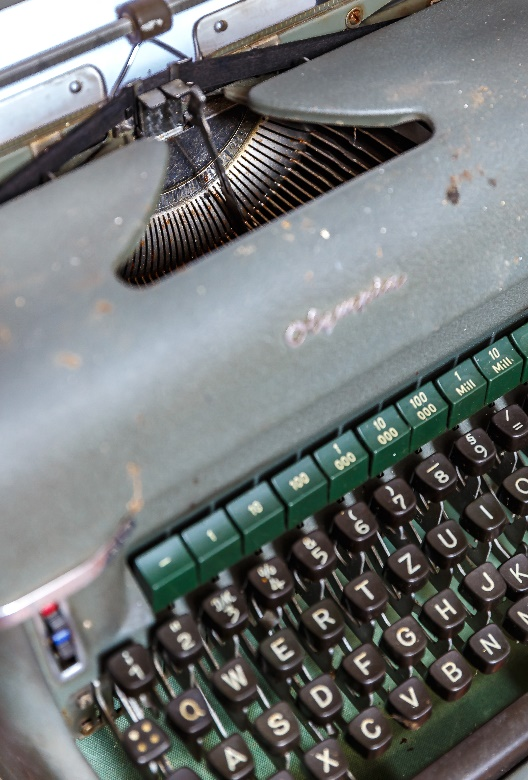 Olympia
- 1 10 100 1 000 10 000 100 000 1 Mill 10 Mill.
2 3 % 4 5 ( 6 ) 7 8 § 9 / =
Q W E R T Z U I O
A S D F G H J K
X C V B N